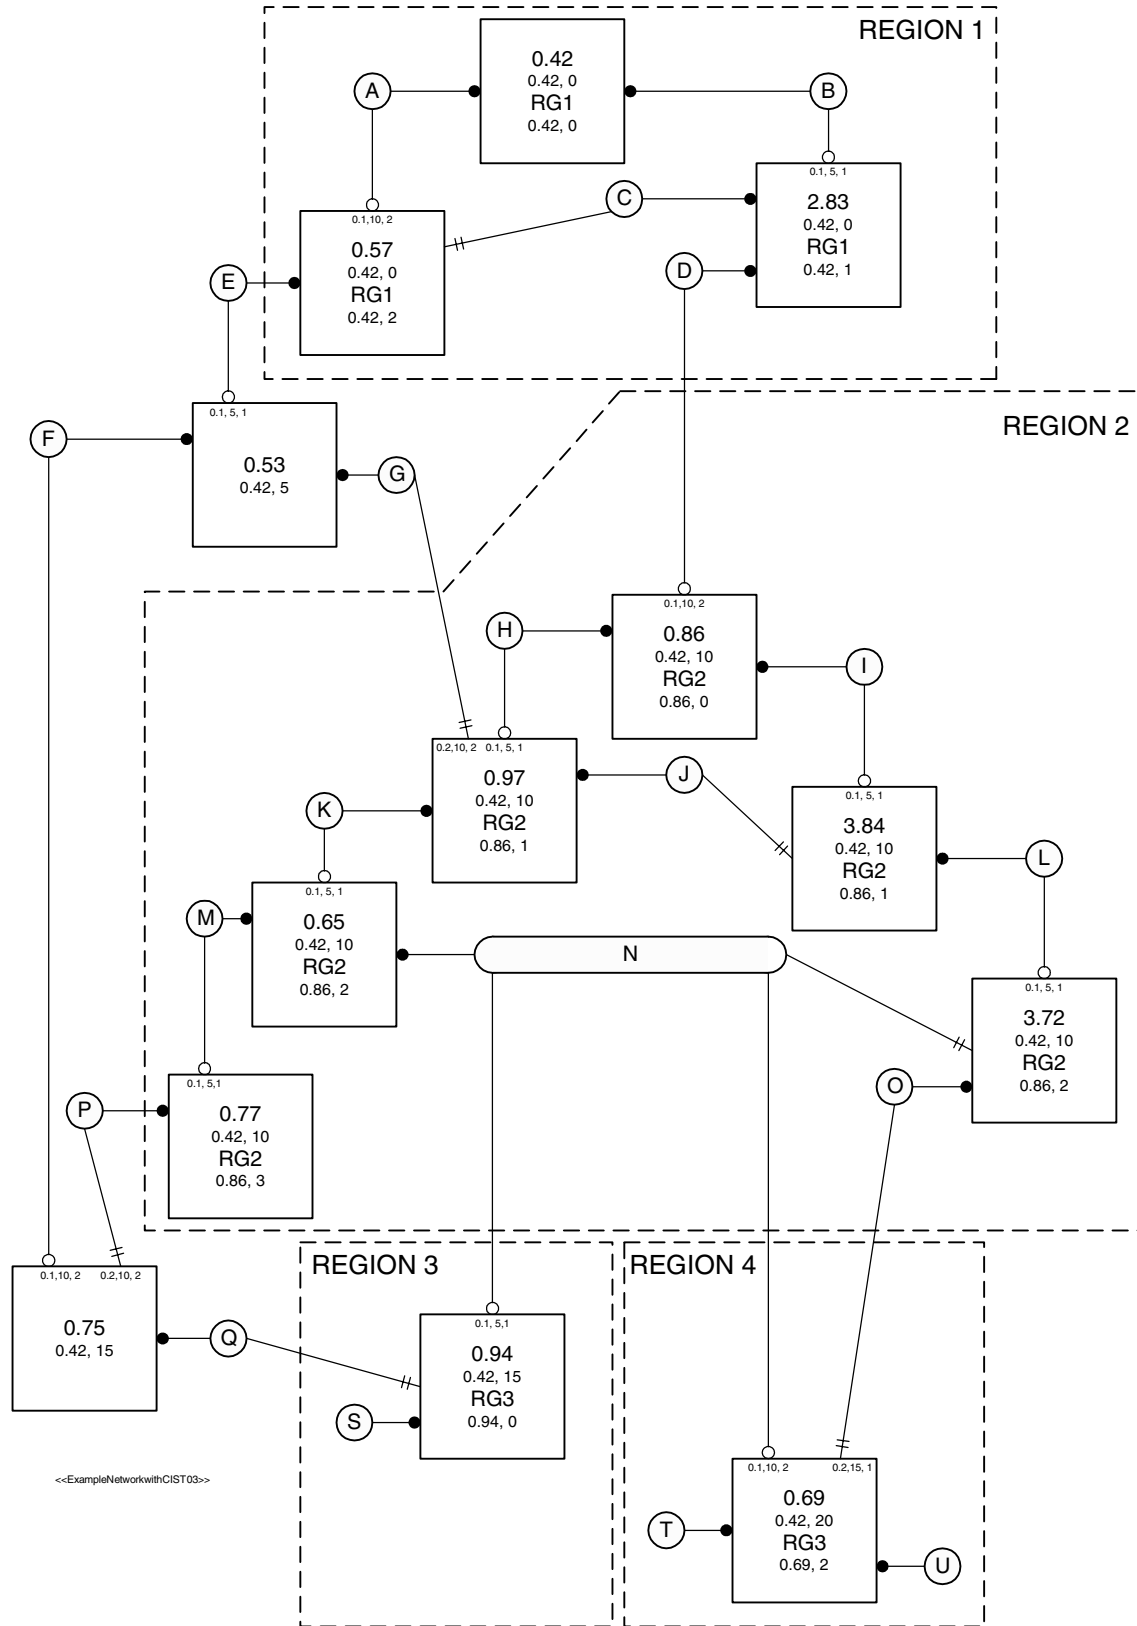 REGION 1
0.42
0.42, 0
RG1
0.42, 0
A
B
0.1, 5, 1
2.83
0.42, 0
RG1
0.42, 1
C
0.1,10, 2
0.57
0.42, 0
RG1
0.42, 2
D
E
REGION 2
0.1, 5, 1
0.53
0.42, 5
F
G
0.1,10, 2
0.86
0.42, 10
RG2
0.86, 0
H
I
0.2,10, 2
0.1, 5, 1
0.97
0.42, 10
RG2
0.86, 1
J
0.1, 5, 1
3.84
0.42, 10
RG2
0.86, 1
K
L
0.1, 5, 1
0.65
0.42, 10
RG2
0.86, 2
M
N
0.1, 5, 1
3.72
0.42, 10
RG2
0.86, 2
O
0.1, 5,1
0.77
0.42, 10
RG2
0.86, 3
P
REGION 3
REGION 4
0.1,10, 2
0.2,10, 2
0.75
0.42, 15
Q
0.1, 5,1
0.94
0.42, 15
RG3
0.94, 0
S
<<ExampleNetworkwithCIST03>>
0.1,10, 2
0.2,15, 1
0.69
0.42, 20
RG3
0.69, 2
T
U